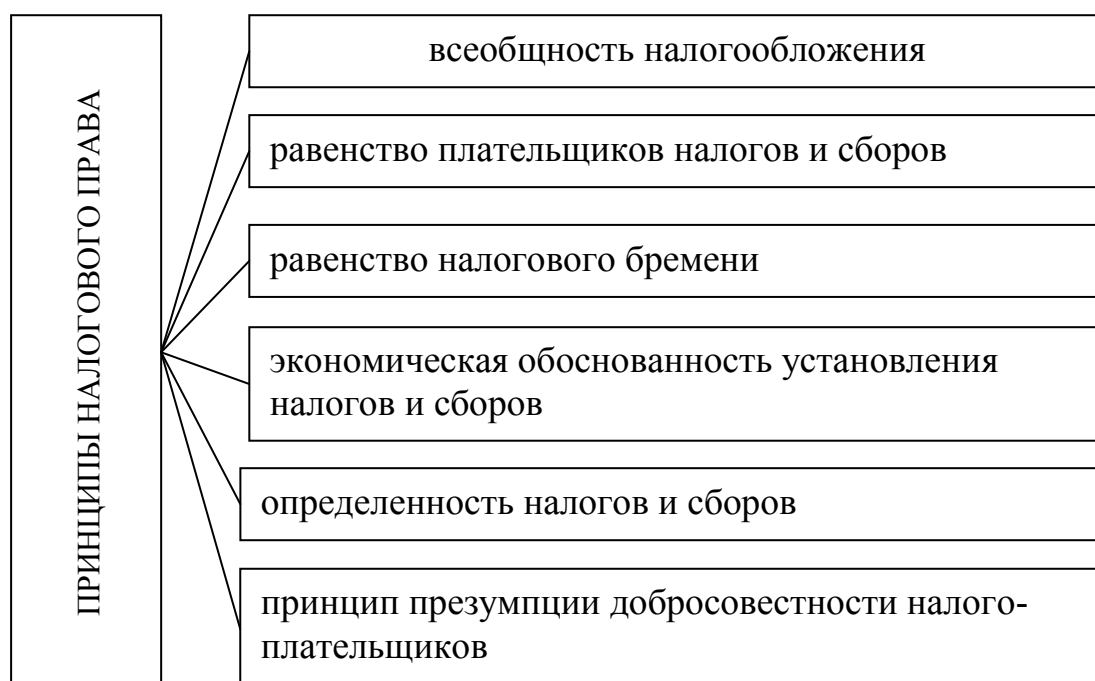 ПРИНЦИПЫ НАЛОГОВОГО ПРАВА
всеобщность налогообложения
равенство плательщиков налогов и сборов
равенство налогового бремени
экономическая обоснованность установления
налогов и сборов
определенность налогов и сборов
принцип презумпции добросовестности налого-
плательщиков